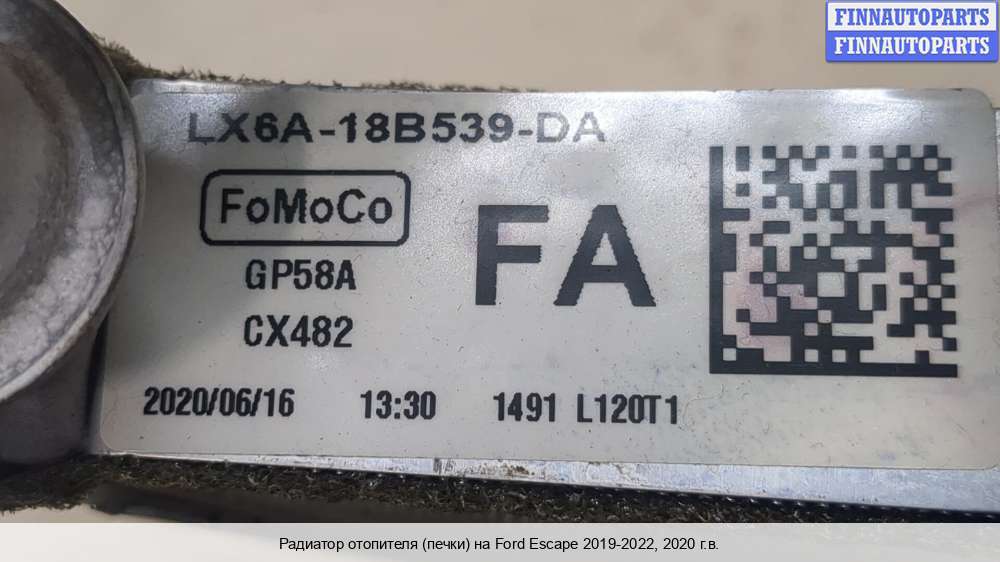 FINNAUTOPARTS
FINNAUTOPARTS
LX6A-18B539-DA
FoMoCo
FA
GP58A
CX482
2020/06/16 13:30 1491 L120T1
Радиатор отопителя (печки) на Ford Escape 2019-2022, 2020 г.в.